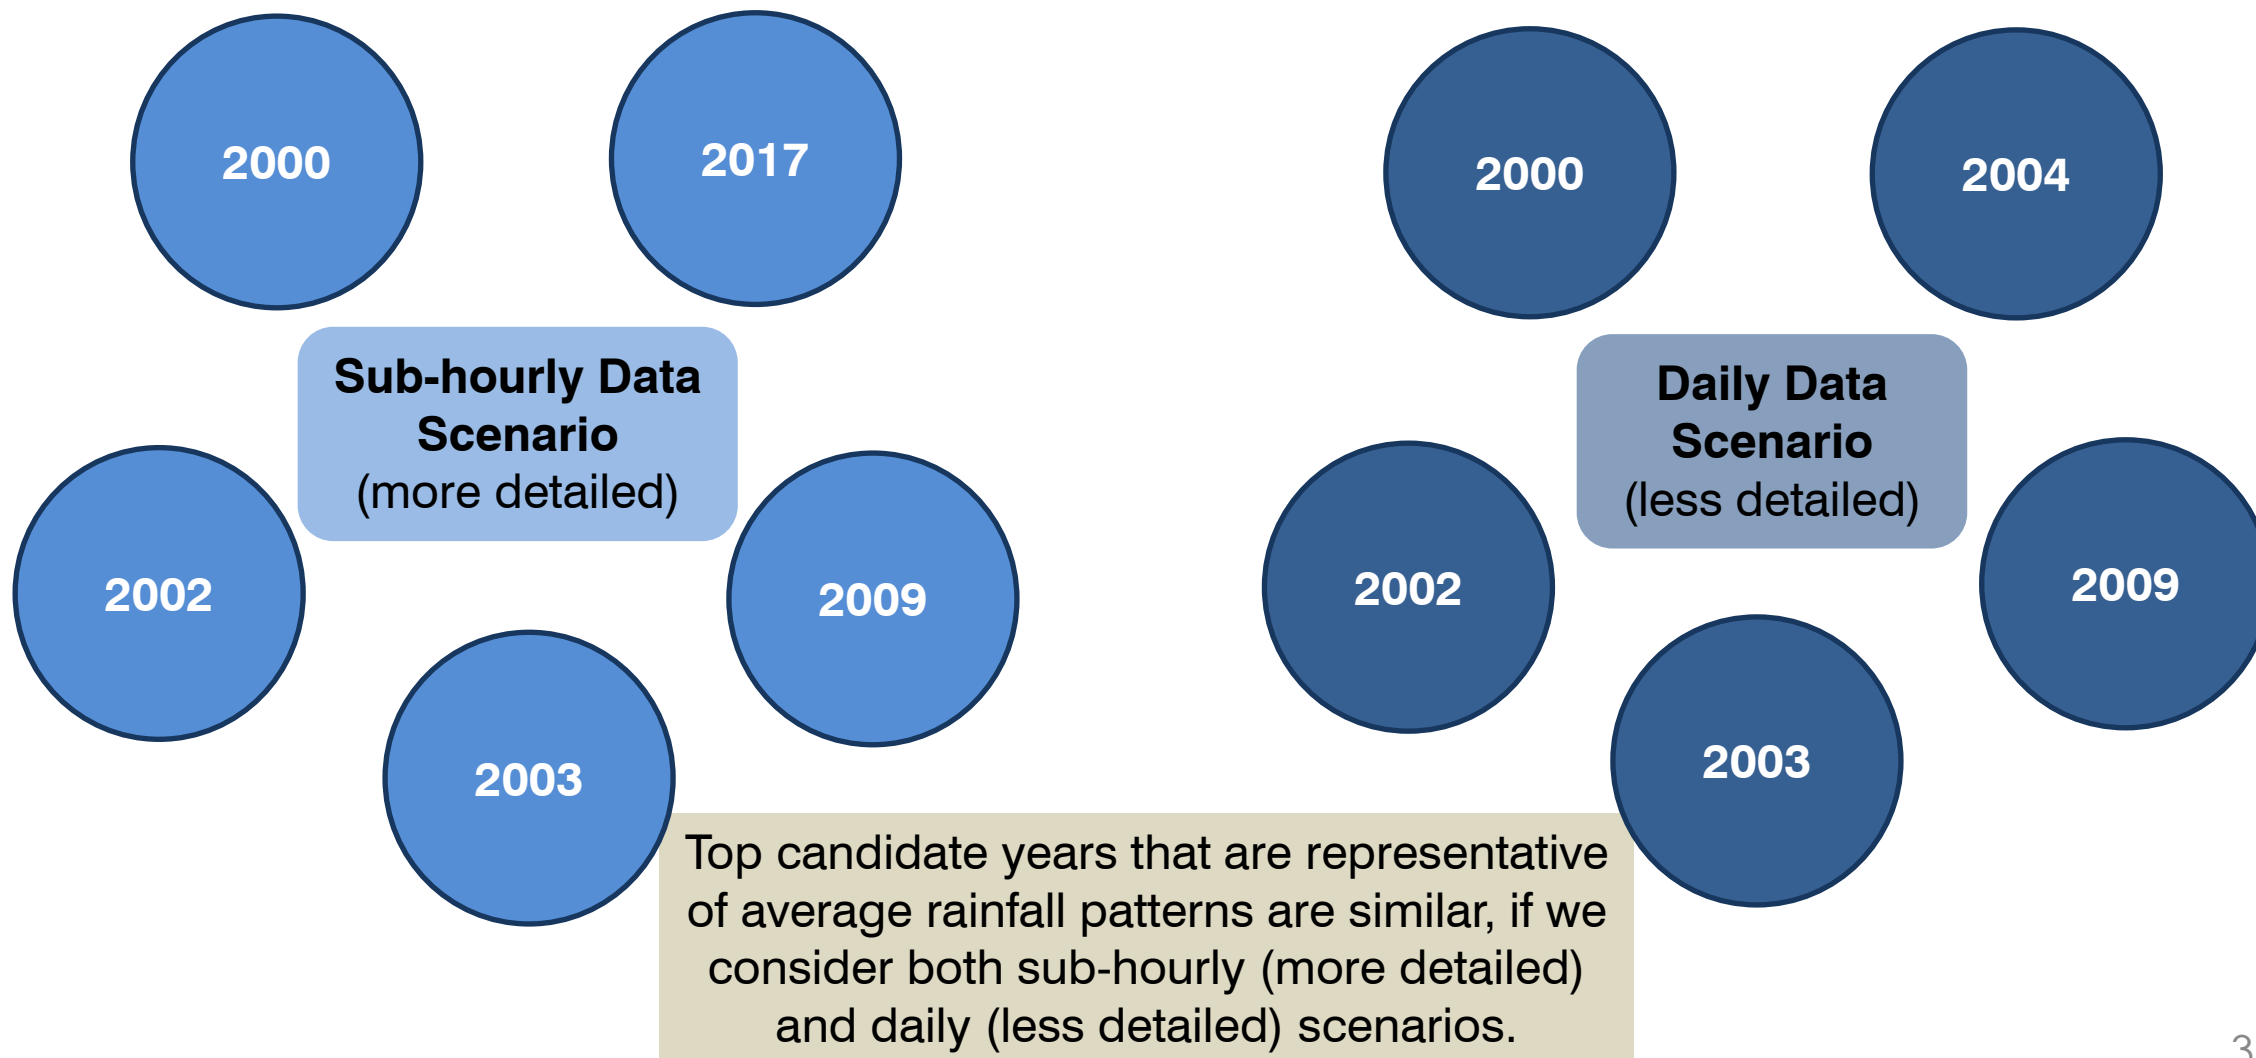 2000
2017
Sub-hourly Data
Scenario
(more detailed)
2002
2009
2003
2000
2004
Daily Data
Scenario
(less detailed)
2002
2009
2003
Top candidate years that are representative
of average rainfall patterns are similar, if we
consider both sub-hourly (more detailed)
and daily (less detailed) scenarios.
3